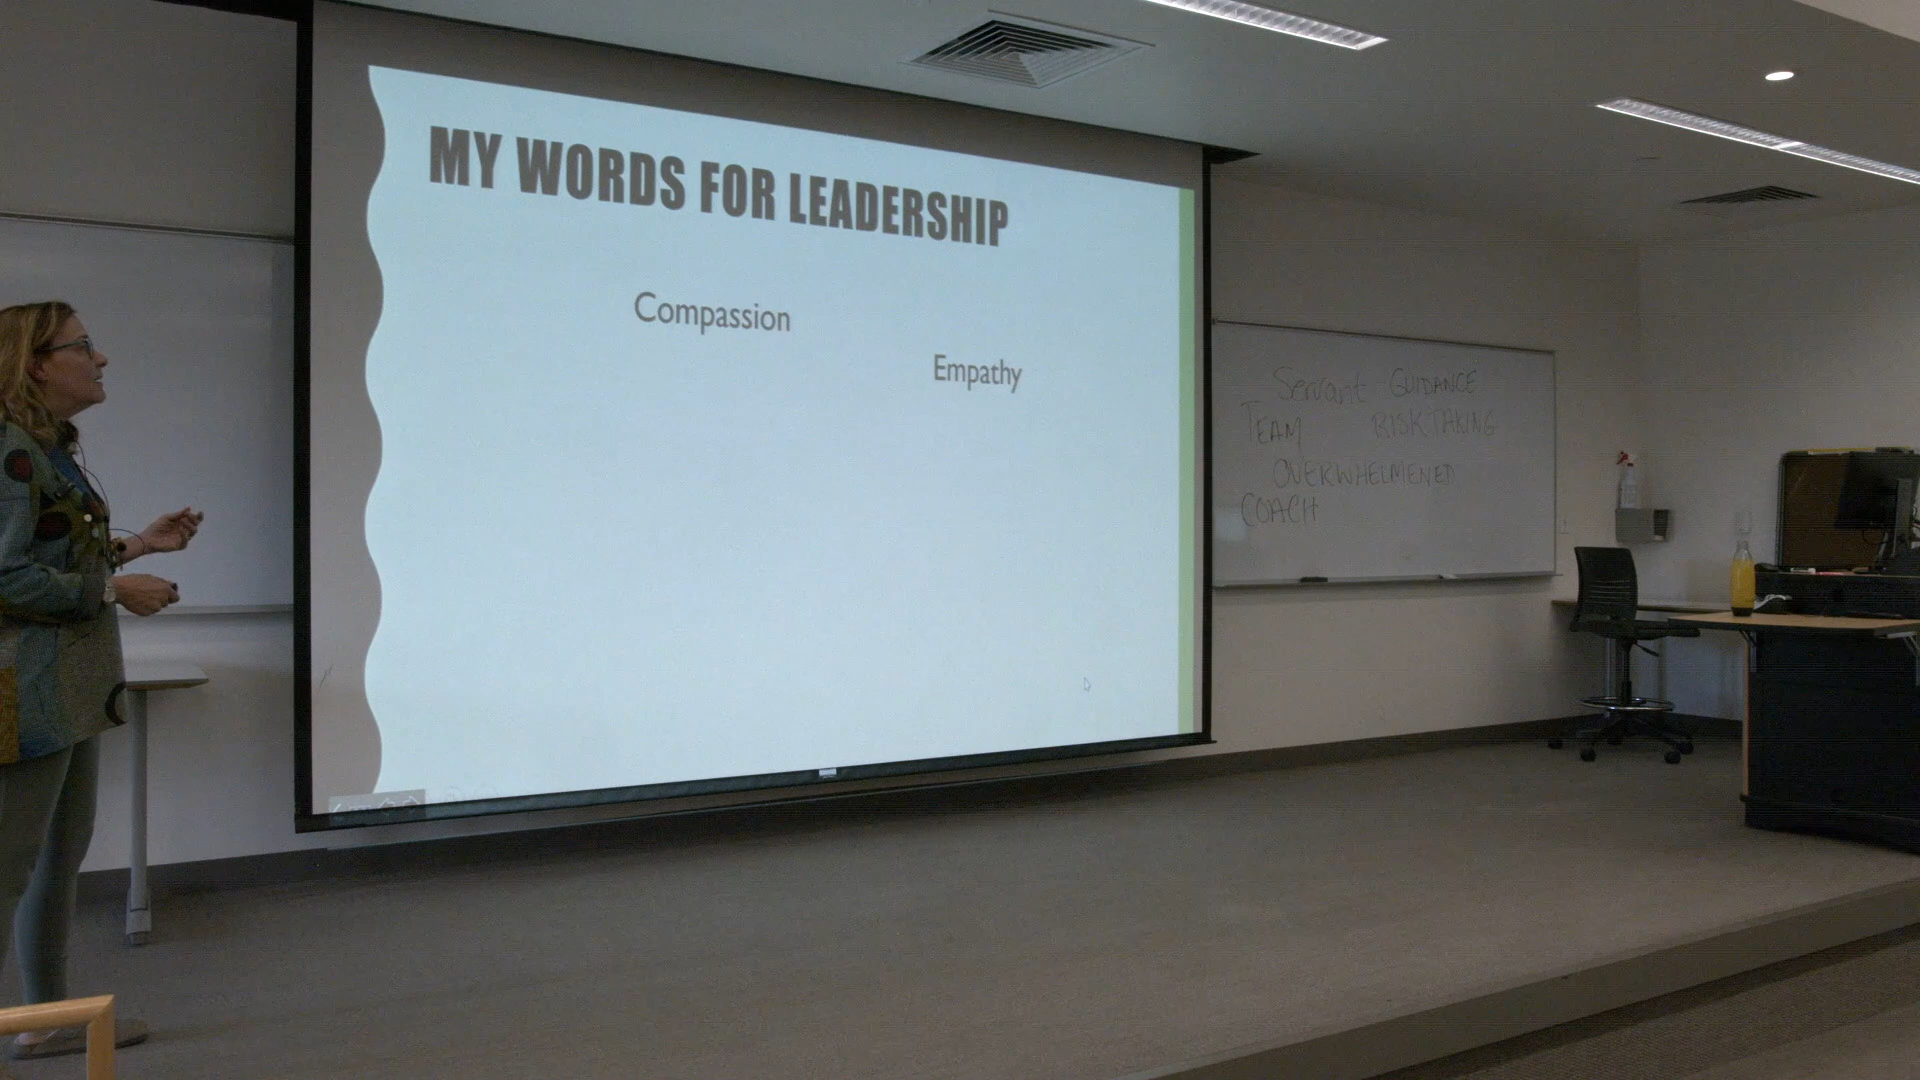 MY WORDS FOR LEADERSHIP
Compassion
Empathy
Servant GUIDANCE
TEAM RISKTAKING
OVERWHELMENED
COACH